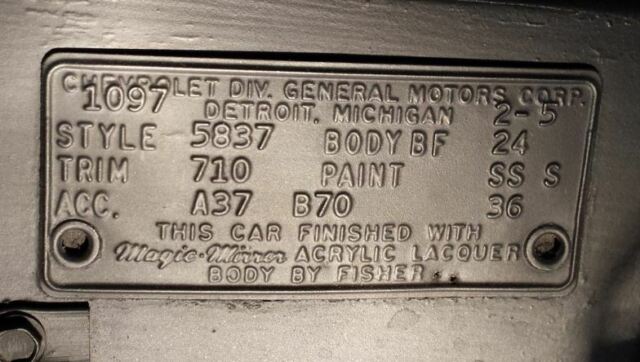 CHEVROLET DIV. GENERAL MOTORS CORP.
1097 DETROIT, MICHIGAN 2-5
STYLE 5837 BODY BF 24
TRIM 710 PAINT SS S
ACC. A37 B70 36
THIS CAR FINISHED WITH
Magic-Mirror ACRYLIC LACQUER
BODY BY FISHER